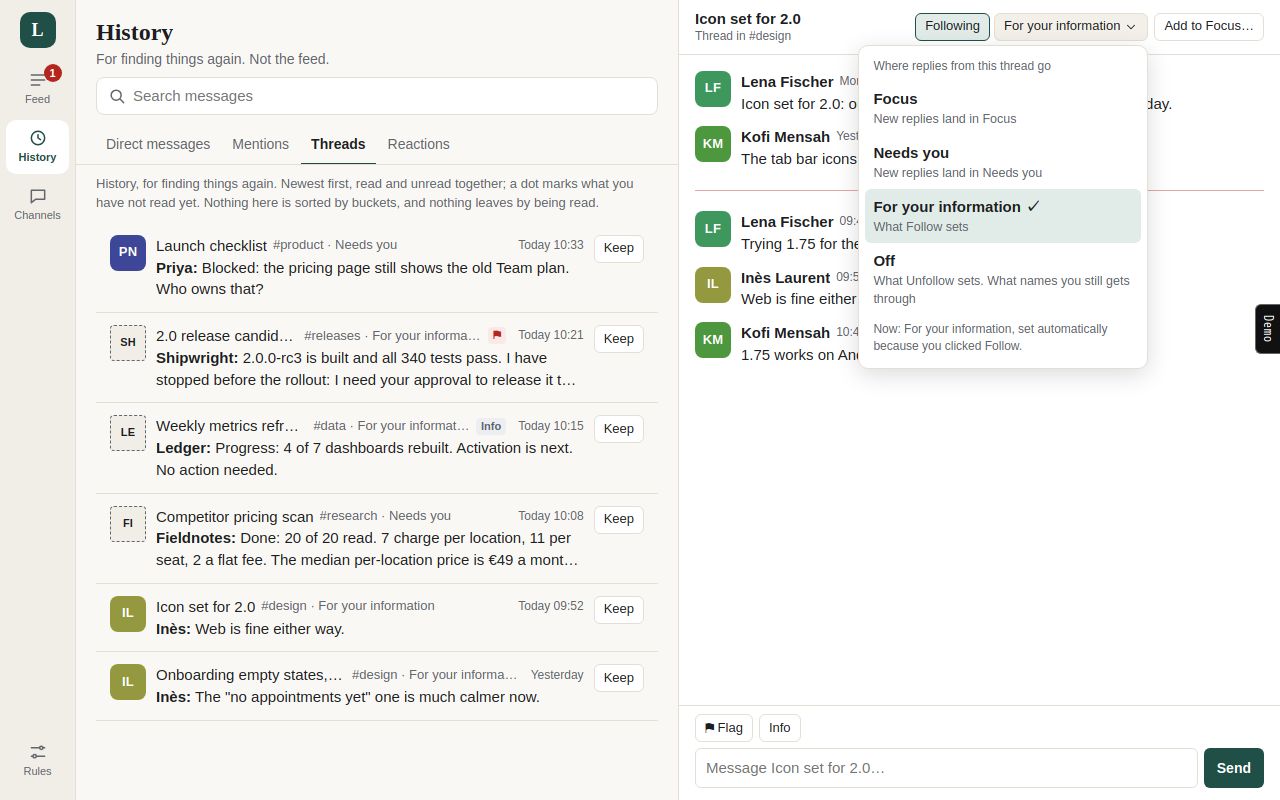 L
1
Feed
History
Channels
Rules
History
For finding things again. Not the feed.
Search messages
Direct messages
Mentions
Threads
Reactions
History, for finding things again. Newest first, read and unread together; a dot marks what you
have not read yet. Nothing here is sorted by buckets, and nothing leaves by being read.
PN
Launch checklist #product · Needs you Today 10:33 Keep
Priya: Blocked: the pricing page still shows the old Team plan.
Who owns that?
SH
2.0 release candid… #releases · For your informa… Today 10:21 Keep
Shipwright: 2.0.0-rc3 is built and all 340 tests pass. I have
stopped before the rollout: I need your approval to release it t…
LE
Weekly metrics refr… #data · For your informat… Info Today 10:15 Keep
Ledger: Progress: 4 of 7 dashboards rebuilt. Activation is next.
No action needed.
FI
Competitor pricing scan #research · Needs you Today 10:08 Keep
Fieldnotes: Done: 20 of 20 read. 7 charge per location, 11 per
seat, 2 a flat fee. The median per-location price is €49 a mont…
IL
Icon set for 2.0 #design · For your information Today 09:52 Keep
Inès: Web is fine either way.
IL
Onboarding empty states,… #design · For your informa… Yesterday Keep
Inès: The "no appointments yet" one is much calmer now.
Icon set for 2.0
Thread in #design
Following
For your information
Add to Focus…
LF
Lena Fischer
Icon set for 2.0: day.
KM
Kofi Mensah
The tab bar icons
LF
Lena Fischer
Trying 1.75 for the
IL
Inès Laurent
Web is fine either
KM
Kofi Mensah
1.75 works on
Where replies from this thread go
Focus
New replies land in Focus
Needs you
New replies land in Needs you
For your information ✓
What Follow sets
Off
What Unfollow sets. What names you still gets
through
Now: For your information, set automatically
because you clicked Follow.
Demo
Flag
Info
Message Icon set for 2.0…
Send